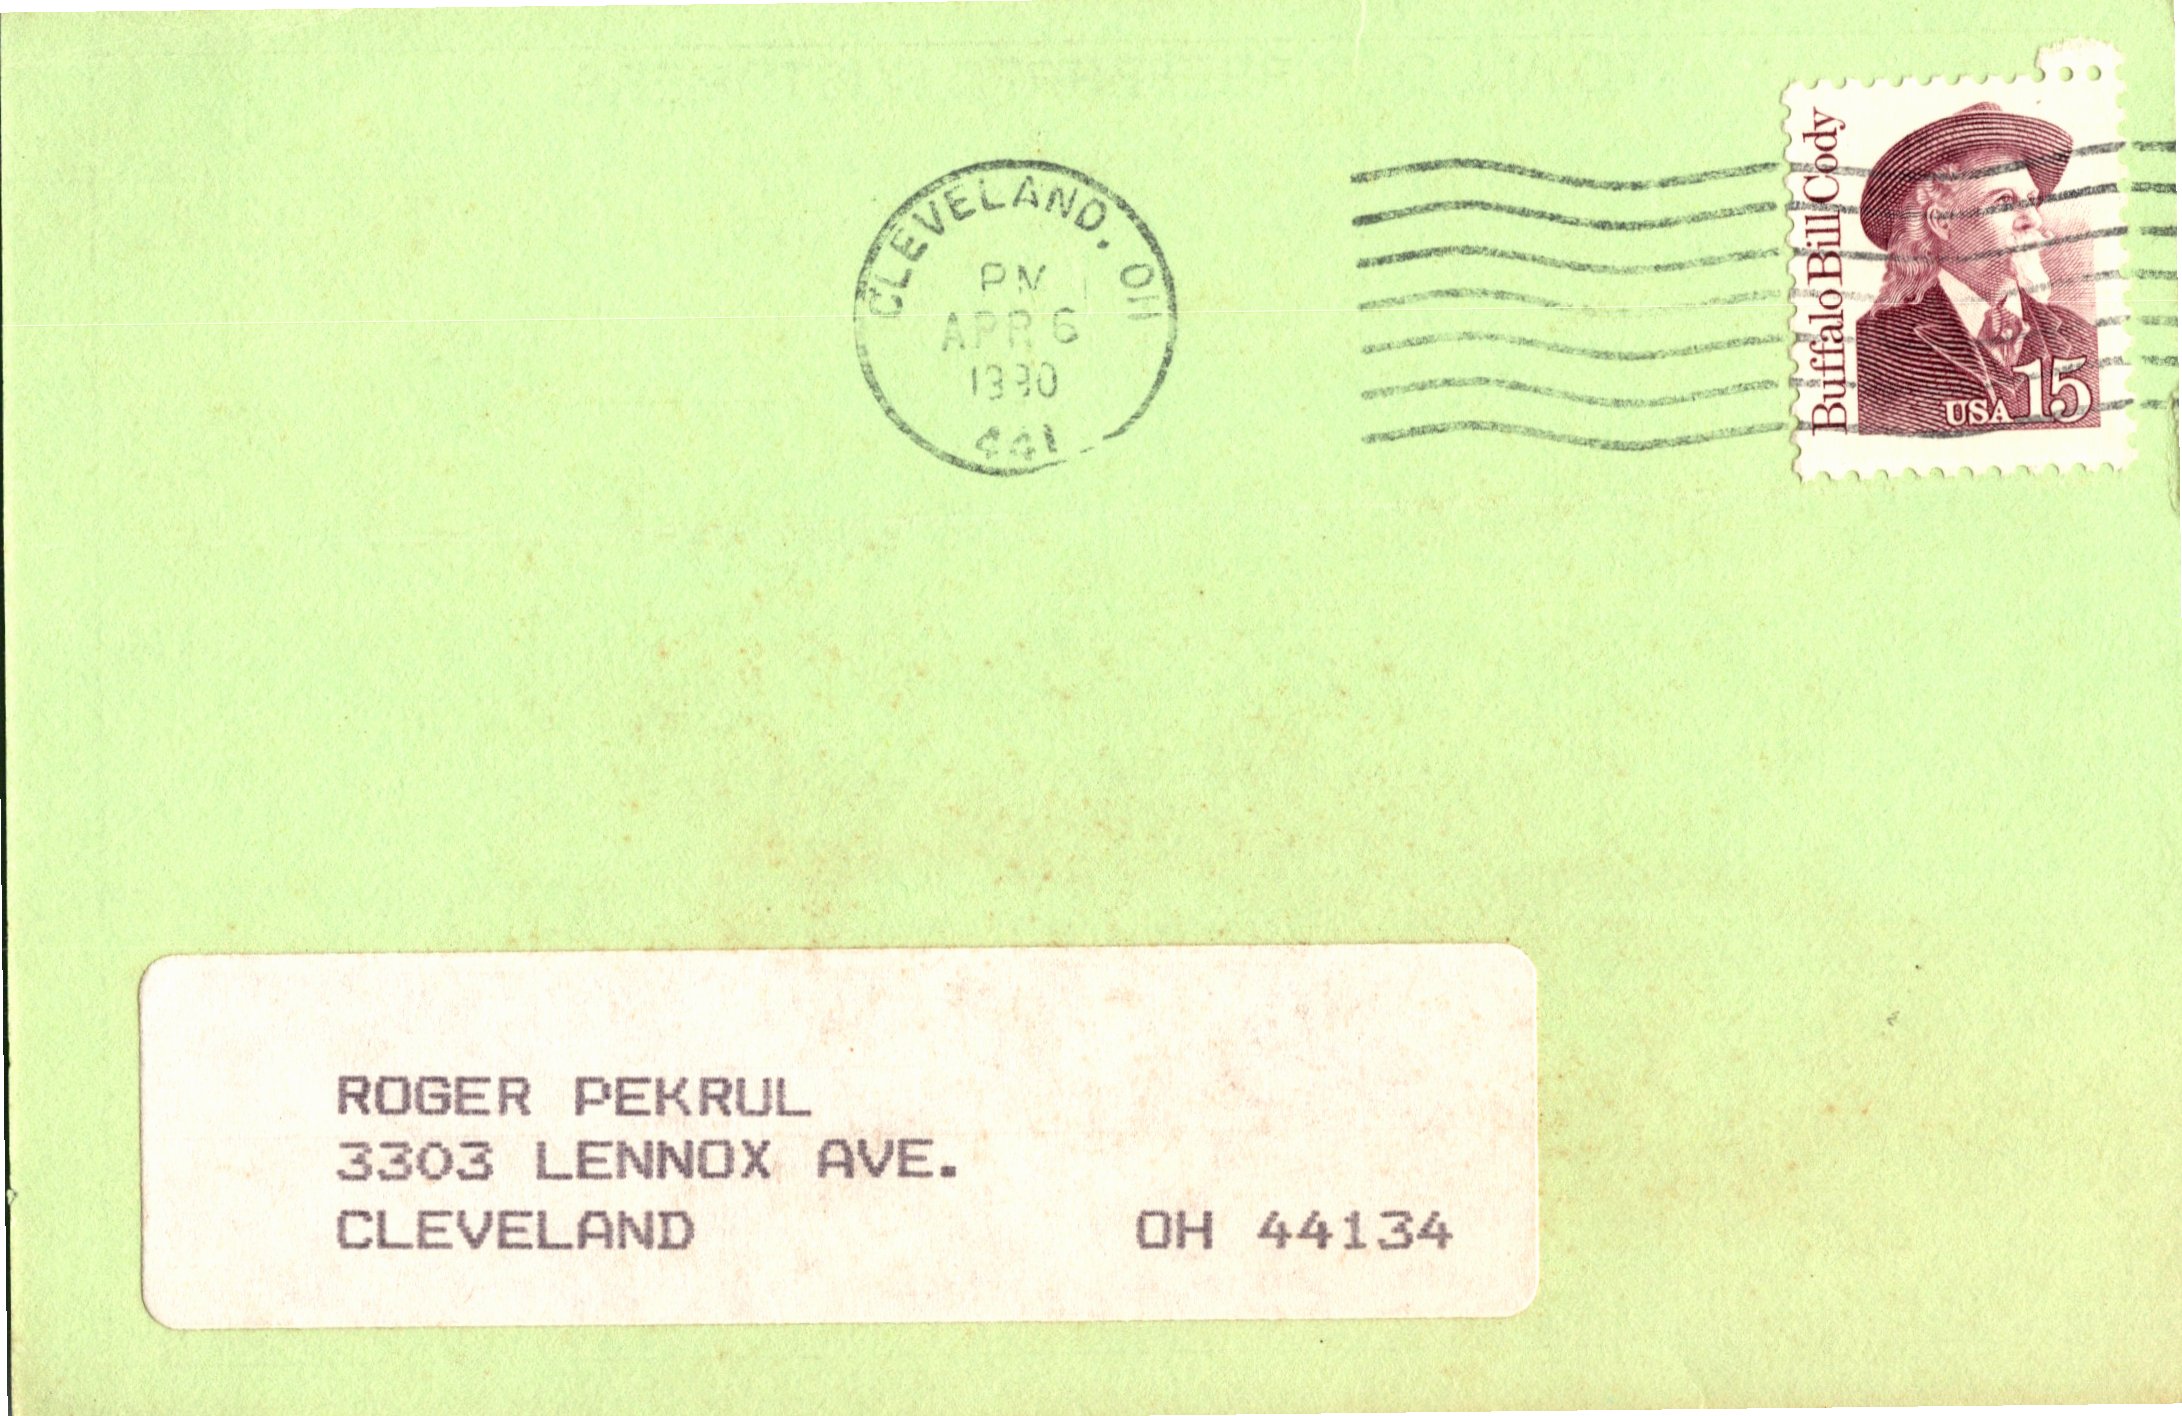 CLEVELAND, OH
PM
APR 6
1990
441
Buffalo Bill Cody
USA 15
ROGER PEKRUL
3303 LENNOX AVE.
CLEVELAND OH 44134